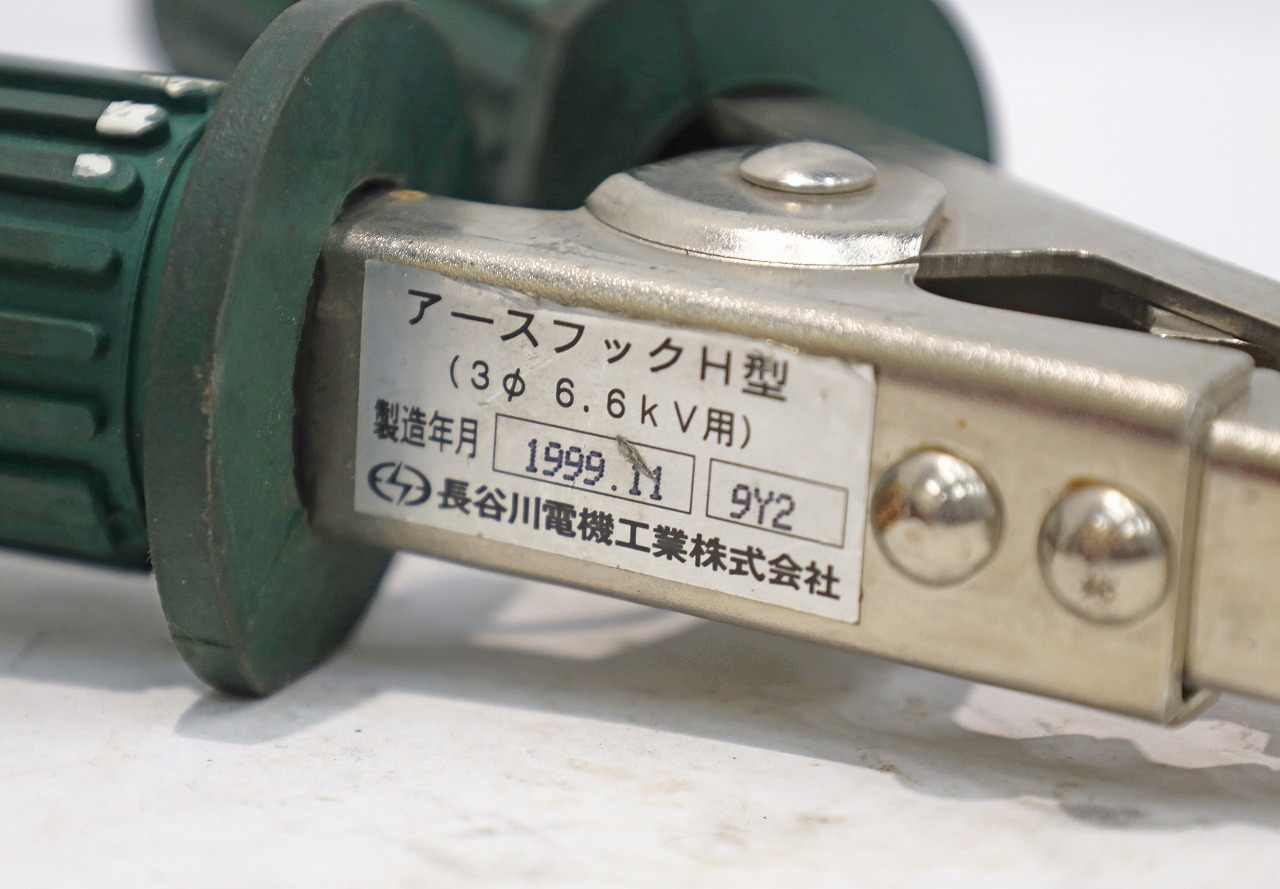 アースフックH型
(3φ 6.6kV用)
製造年月 1999.11 9Y2
長谷川電機工業株式会社